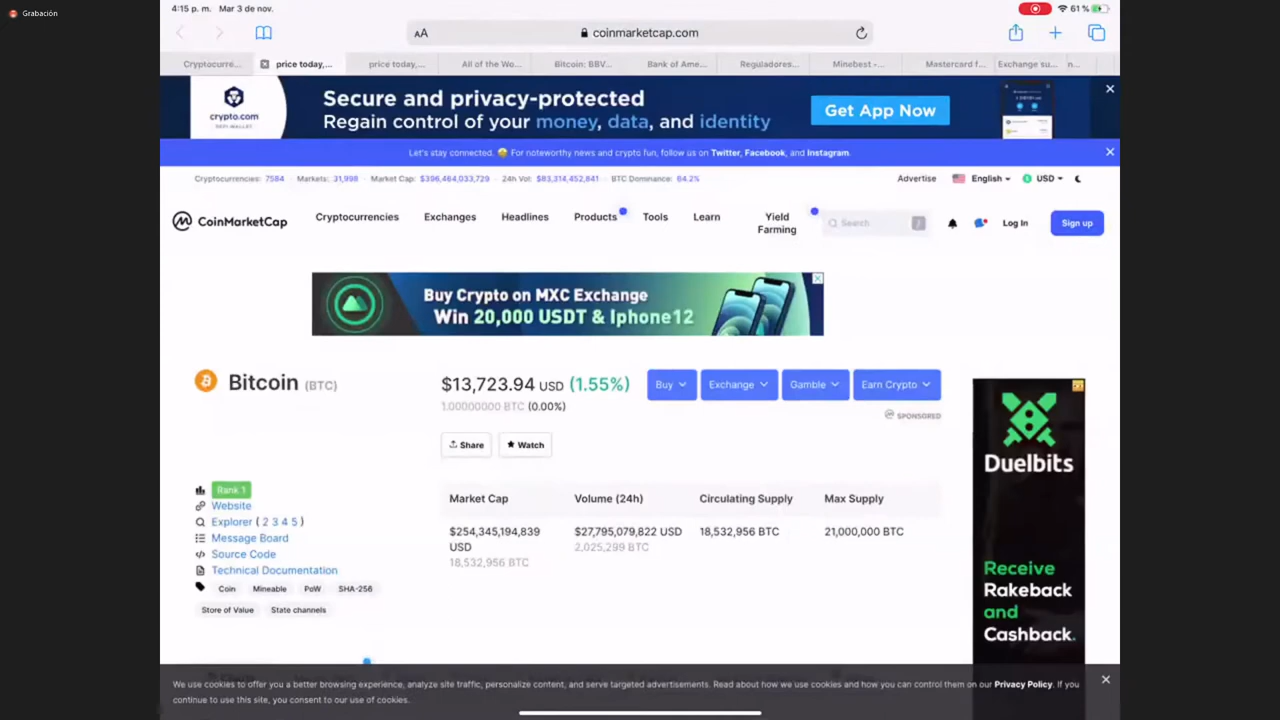 Grabación
4:15 p. m. Mar 3 de nov.
61 %
AA
coinmarketcap.com
Cryptocurre...
price today,...
price today,...
All of the Wo...
Bitcoin: BBV...
Bank of Ame...
Reguladores...
Minebest -...
Mastercard f...
Exchange su...
n...
crypto.com
DEFI WALLET
Secure and privacy-protected
Regain control of your money, data, and identity
Get App Now
Let's stay connected. For noteworthy news and crypto fun, follow us on Twitter, Facebook, and Instagram.
Cryptocurrencies: 7584 Markets: 31,998 Market Cap: $396,464,033,729 24h Vol: $83,314,452,841 BTC Dominance: 64.2%
Advertise English USD
CoinMarketCap
Cryptocurrencies
Exchanges
Headlines
Products
Tools
Learn
Yield
Farming
Search
/
Log In
Sign up
Buy Crypto on MXC Exchange
Win 20,000 USDT & Iphone12
Bitcoin (BTC)
$13,723.94 USD (1.55%)
1.00000000 BTC (0.00%)
Buy
Exchange
Gamble
Earn Crypto
SPONSORED
Share
Watch
Rank 1
Website
Explorer ( 2 3 4 5 )
Message Board
Source Code
Technical Documentation
Coin Mineable PoW SHA-256
Store of Value State channels
Market Cap
$254,345,194,839
USD
18,532,956 BTC
Volume (24h)
$27,795,079,822 USD
2,025,299 BTC
Circulating Supply
18,532,956 BTC
Max Supply
21,000,000 BTC
Duelbits
Receive
Rakeback
and
Cashback.
We use cookies to offer you a better browsing experience, analyze site traffic, personalize content, and serve targeted advertisements. Read about how we use cookies and how you can control them on our Privacy Policy. If you
continue to use this site, you consent to our use of cookies.